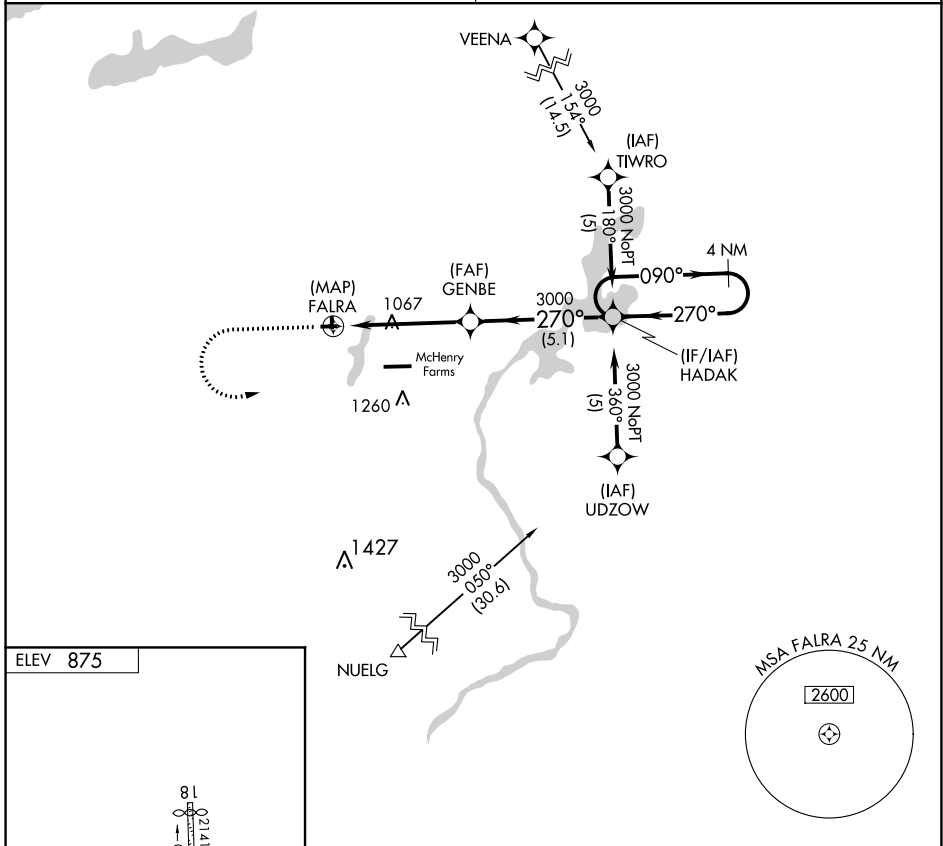 VEENA
3000
154°
(14.5)
(IAF)
TIWRO
3000 NoPT
180°
(5)
4 NM
090°
270°
(FAF)
GENBE
(MAP)
FALRA
1067
3000
270°
(5.1)
(IF/IAF)
HADAK
McHenry
Farms
1260
3000 NoPT
360°
(5)
(IAF)
UDZOW
1427
3000
050°
(30.6)
NUELG
ELEV 875
MSA FALRA 25 NM
2600
18
2141